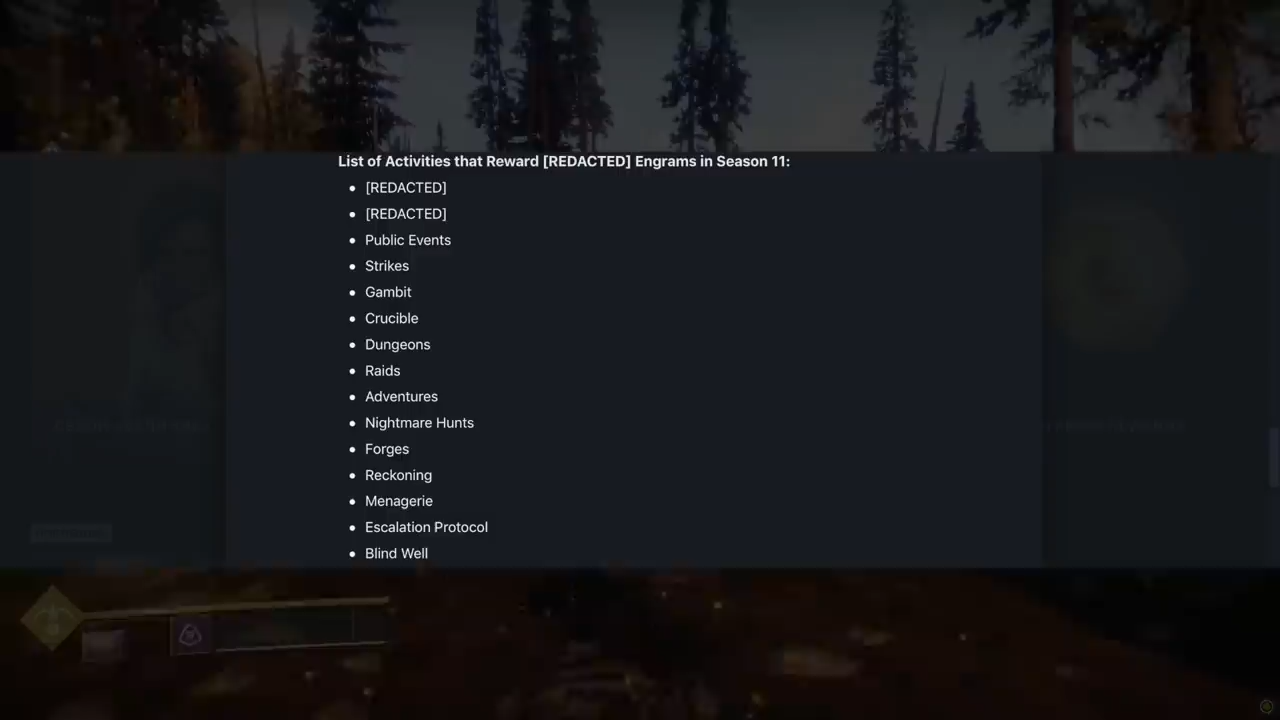 List of Activities that Reward [REDACTED] Engrams in Season 11:
• [REDACTED]
• [REDACTED]
• Public Events
• Strikes
• Gambit
• Crucible
• Dungeons
• Raids
• Adventures
• Nightmare Hunts
• Forges
• Reckoning
• Menagerie
• Escalation Protocol
• Blind Well